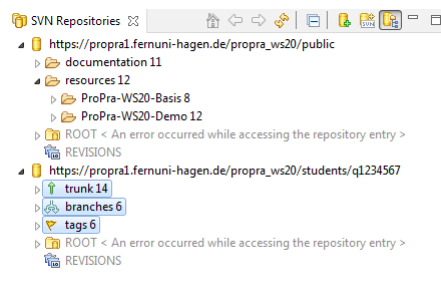 SVN Repositories
https://propra1.fernuni-hagen.de/propra_ws20/public
documentation 11
resources 12
ProPra-WS20-Basis 8
ProPra-WS20-Demo 12
ROOT < An error occurred while accessing the repository entry >
REVISIONS
https://propra1.fernuni-hagen.de/propra_ws20/students/q1234567
trunk 14
branches 6
tags 6
ROOT < An error occurred while accessing the repository entry >
REVISIONS